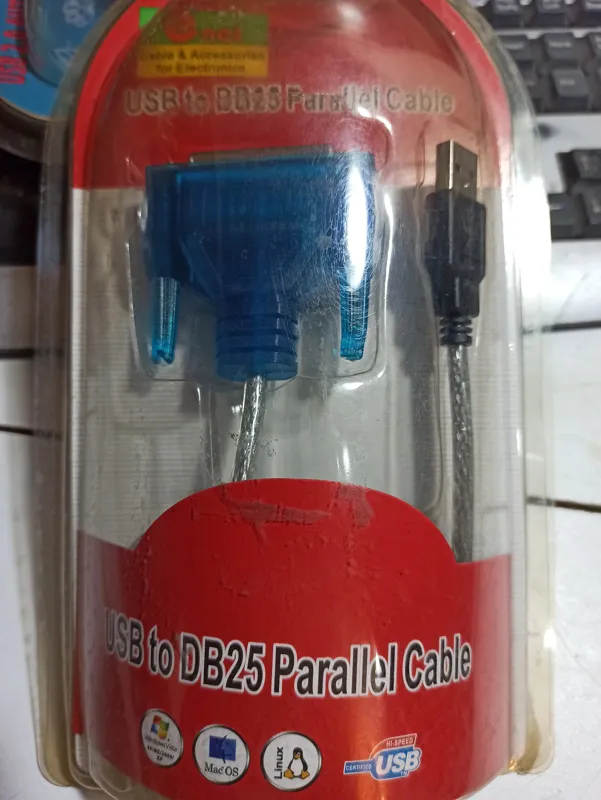 Cable & Accessories
for Electronics
USB to DB25 Parallel Cable
USB to DB25 Parallel Cable
XP
Mac OS
Linux
HI-SPEED
CERTIFIED USB